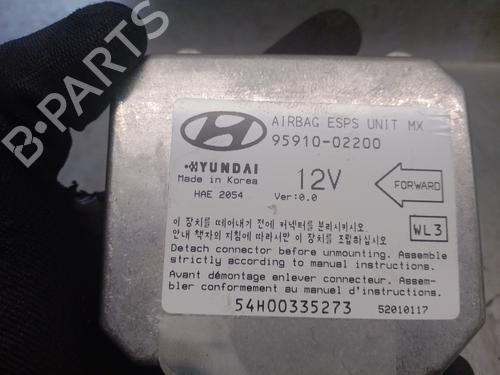 B-PARTS
AIRBAG ESPS UNIT MX
95910-02200
HYUNDAI
Made in Korea
HAE 2054
12V
Ver:0.0
FORWARD
WL3
이 장치를 떼어내기 전에 커넥터를 분리시키시오.
안내 책자의 지침에 따라서만 이 장치를 조립하십시오
Detach connector before unmounting. Assemble
strictly according to manual instructions.
Avant démontage enlever connecteur. Assem-
bler conformement au manuel d'instructions.
54H00335273
52010117